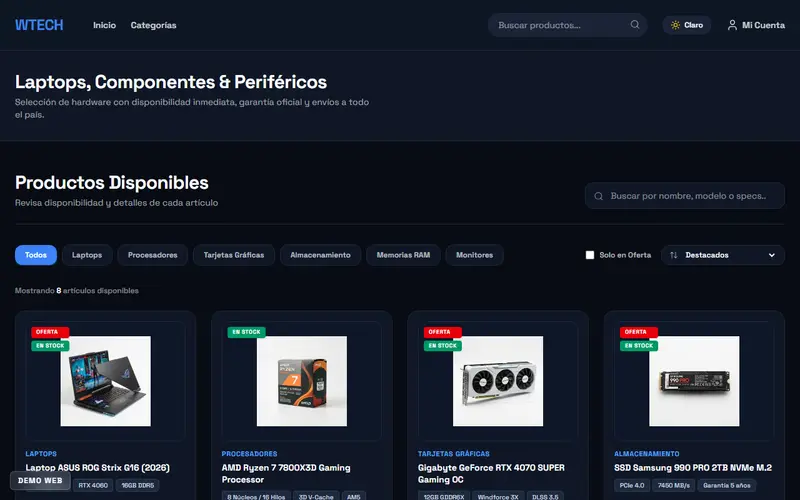 WTECH
Inicio
Categorías
Buscar productos...
Claro
Mi Cuenta
Laptops, Componentes & Periféricos
Selección de hardware con disponibilidad inmediata, garantía oficial y envíos a todo
el país.
Productos Disponibles
Revisa disponibilidad y detalles de cada artículo
Buscar por nombre, modelo o specs..
Todos
Laptops
Procesadores
Tarjetas Gráficas
Almacenamiento
Memorias RAM
Monitores
Solo en Oferta
Destacados
Mostrando 8 artículos disponibles
OFERTA
EN STOCK
LAPTOPS
Laptop ASUS ROG Strix G16 (2026)
RTX 4060
16GB DDR5
EN STOCK
RYZEN
7
PROCESADORES
AMD Ryzen 7 7800X3D Gaming
Procesador
8 Núcleos / 16 Hilos
3D V-Cache
AM5
OFERTA
EN STOCK
TARJETAS GRÁFICAS
Gigabyte GeForce RTX 4070 SUPER
Gaming OC
12GB GDDR6X
Windforce 3X
DLSS 3.5
OFERTA
EN STOCK
990 PRO
ALMACENAMIENTO
SSD Samsung 990 PRO 2TB NVMe M.2
PCIe 4.0
7450 MB/s
Garantía 5 años
DEMO WEB